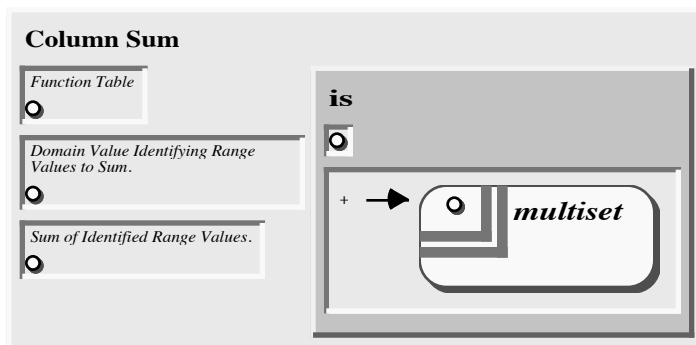 Column Sum
Function Table
Domain Value Identifying Range
Values to Sum.
Sum of Identified Range Values.
is
+
multiset